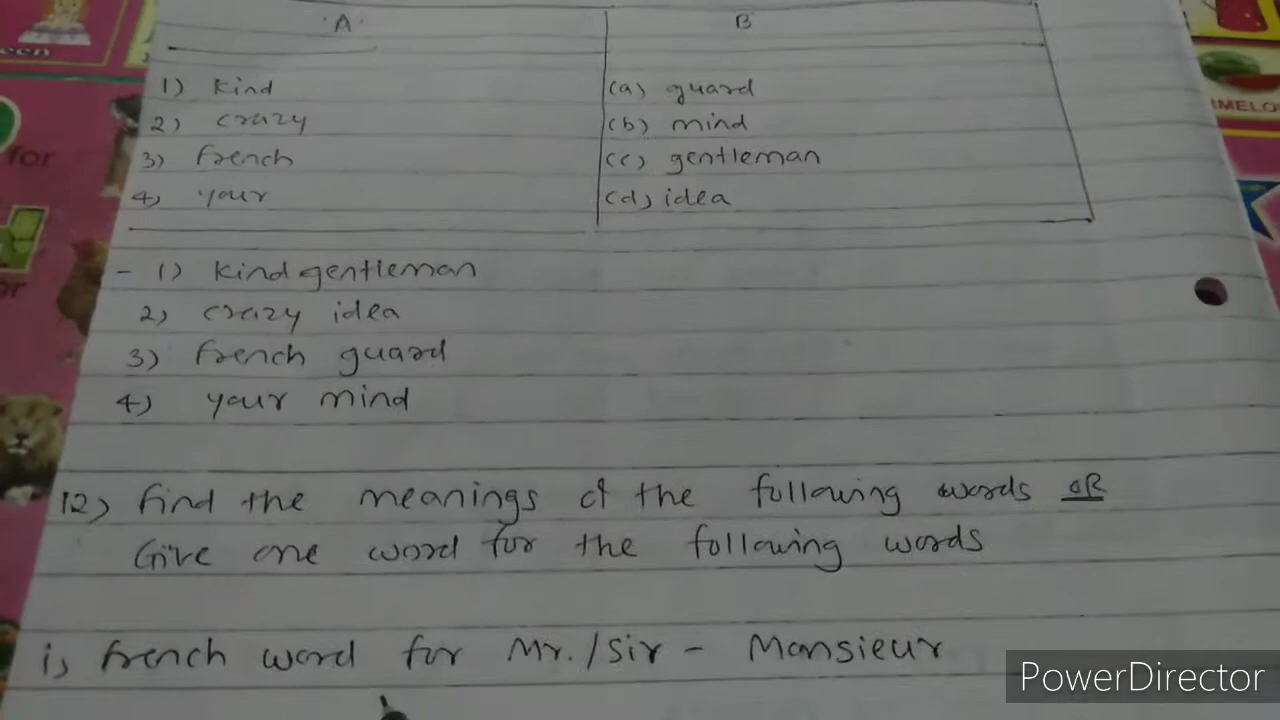 A B
1) kind (a) guard
2) crazy (b) mind
3) french (c) gentleman
4) your (d) idea
- 1) kind gentleman
2) crazy idea
3) french guard
4) your mind
12) find the meanings of the following words OR
Give one word for the following words
i) french word for Mr. / Sir - Monsieur
for
MELO
PowerDirector